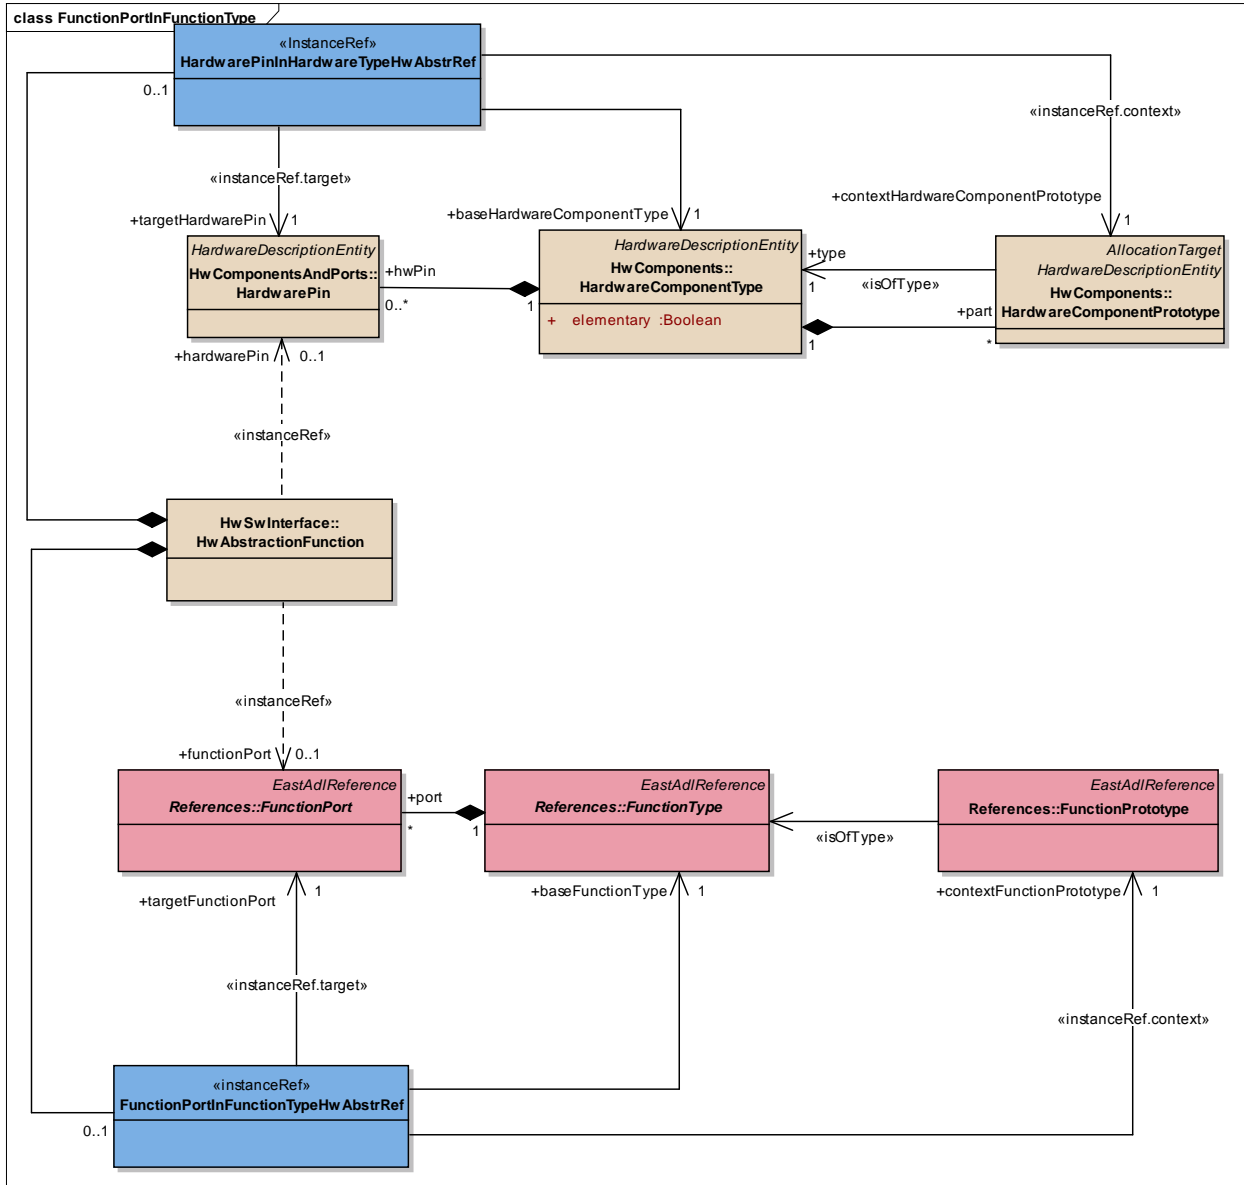 class FunctionPortInFunctionType
«InstanceRef»
HardwarePinInHardwareTypeHwAbstrRef
0..1
«instanceRef.context»
«instanceRef.target»
+targetHardwarePin
1
+baseHardwareComponentType
1
+contextHardwareComponentPrototype
1
HardwareDescriptionEntity
HwComponentsAndPorts::
HardwarePin
+hwPin
0..*
1
HardwareDescriptionEntity
HwComponents::
HardwareComponentType
+ elementary :Boolean
+type
1
«isOfType»
+part
1
*
AllocationTarget
HardwareDescriptionEntity
HwComponents::
HardwareComponentPrototype
+hardwarePin
0..1
«instanceRef»
HwSwInterface::
HwAbstractionFunction
«instanceRef»
+functionPort
0..1
EastAdlReference
References::FunctionPort
+port
*
1
EastAdlReference
References::FunctionType
«isOfType»
EastAdlReference
References::FunctionPrototype
+targetFunctionPort
1
+baseFunctionType
1
+contextFunctionPrototype
1
«instanceRef.target»
«instanceRef.context»
«instanceRef»
FunctionPortInFunctionTypeHwAbstrRef
0..1